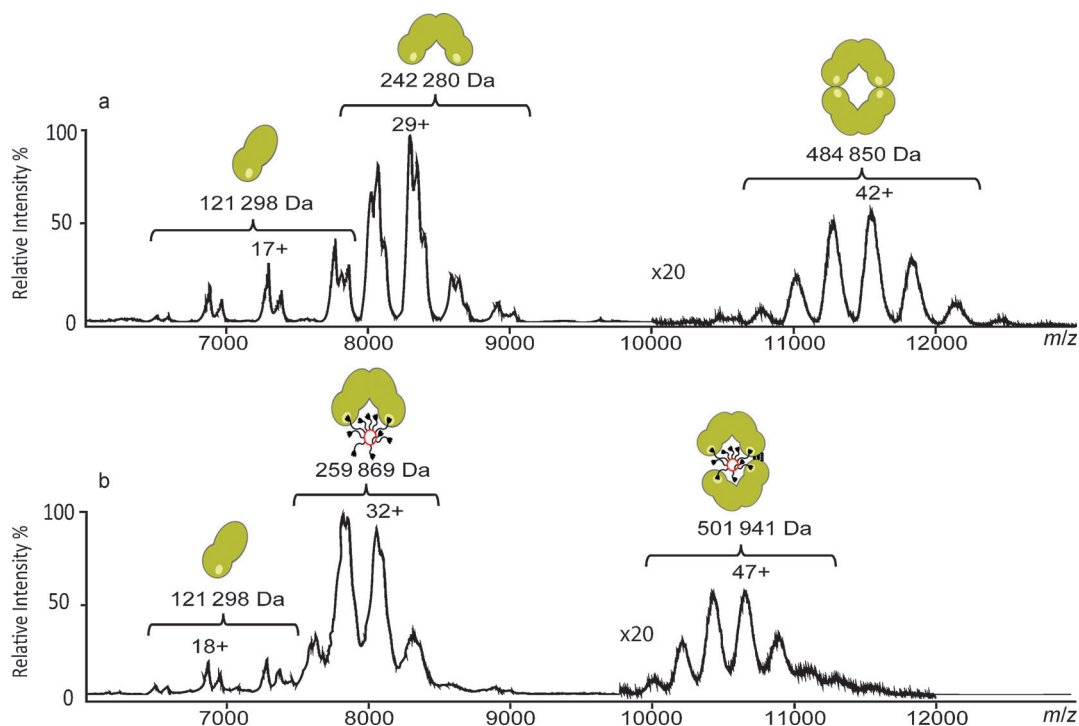 a
Relative Intensity %
100
50
0
121 298 Da
17+
242 280 Da
29+
484 850 Da
42+
x20
7000 8000 9000 10000 11000 12000 m/z
b
Relative Intensity %
100
50
0
121 298 Da
18+
259 869 Da
32+
501 941 Da
47+
x20
7000 8000 9000 10000 11000 12000 m/z